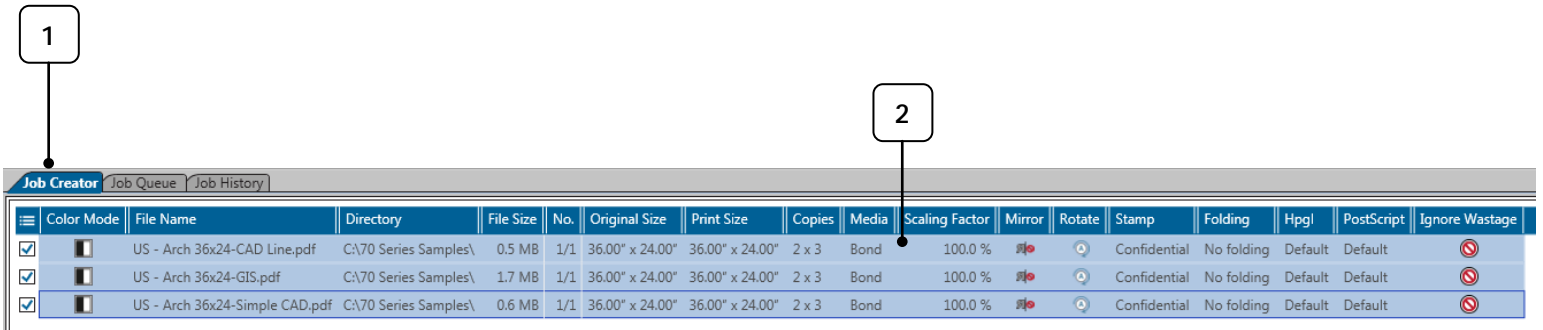 1
2
Job Creator Job Queue Job History
Color Mode File Name Directory File Size No. Original Size Print Size Copies Media Scaling Factor Mirror Rotate Stamp Folding Hpgl PostScript Ignore Wastage
US - Arch 36x24-CAD Line.pdf C:\70 Series Samples\ 0.5 MB 1/1 36.00" x 24.00" 36.00" x 24.00" 2 x 3 Bond 100.0 % Confidential No folding Default Default
US - Arch 36x24-GIS.pdf C:\70 Series Samples\ 1.7 MB 1/1 36.00" x 24.00" 36.00" x 24.00" 2 x 3 Bond 100.0 % Confidential No folding Default Default
US - Arch 36x24-Simple CAD.pdf C:\70 Series Samples\ 0.6 MB 1/1 36.00" x 24.00" 36.00" x 24.00" 2 x 3 Bond 100.0 % Confidential No folding Default Default